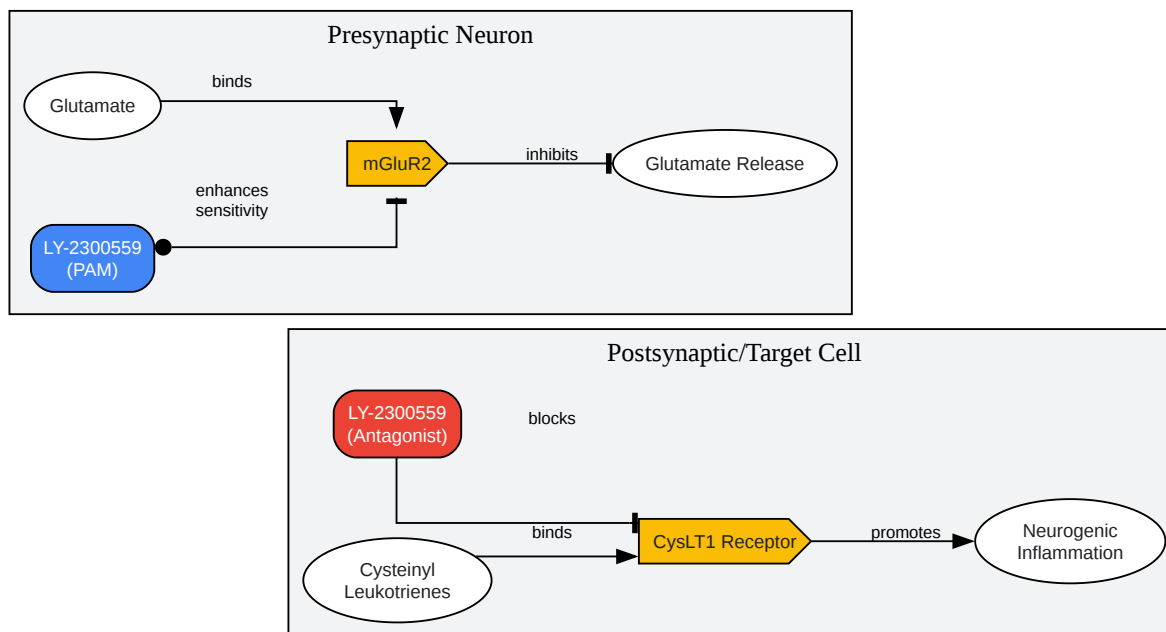 Presynaptic Neuron
binds
Glutamate
mGluR2
inhibits
Glutamate Release
enhances
sensitivity
LY-2300559
(PAM)
Postsynaptic/Target Cell
LY-2300559
(Antagonist)
blocks
binds
CysLT1 Receptor
promotes
Neurogenic
Inflammation
Cysteinyl
Leukotrienes